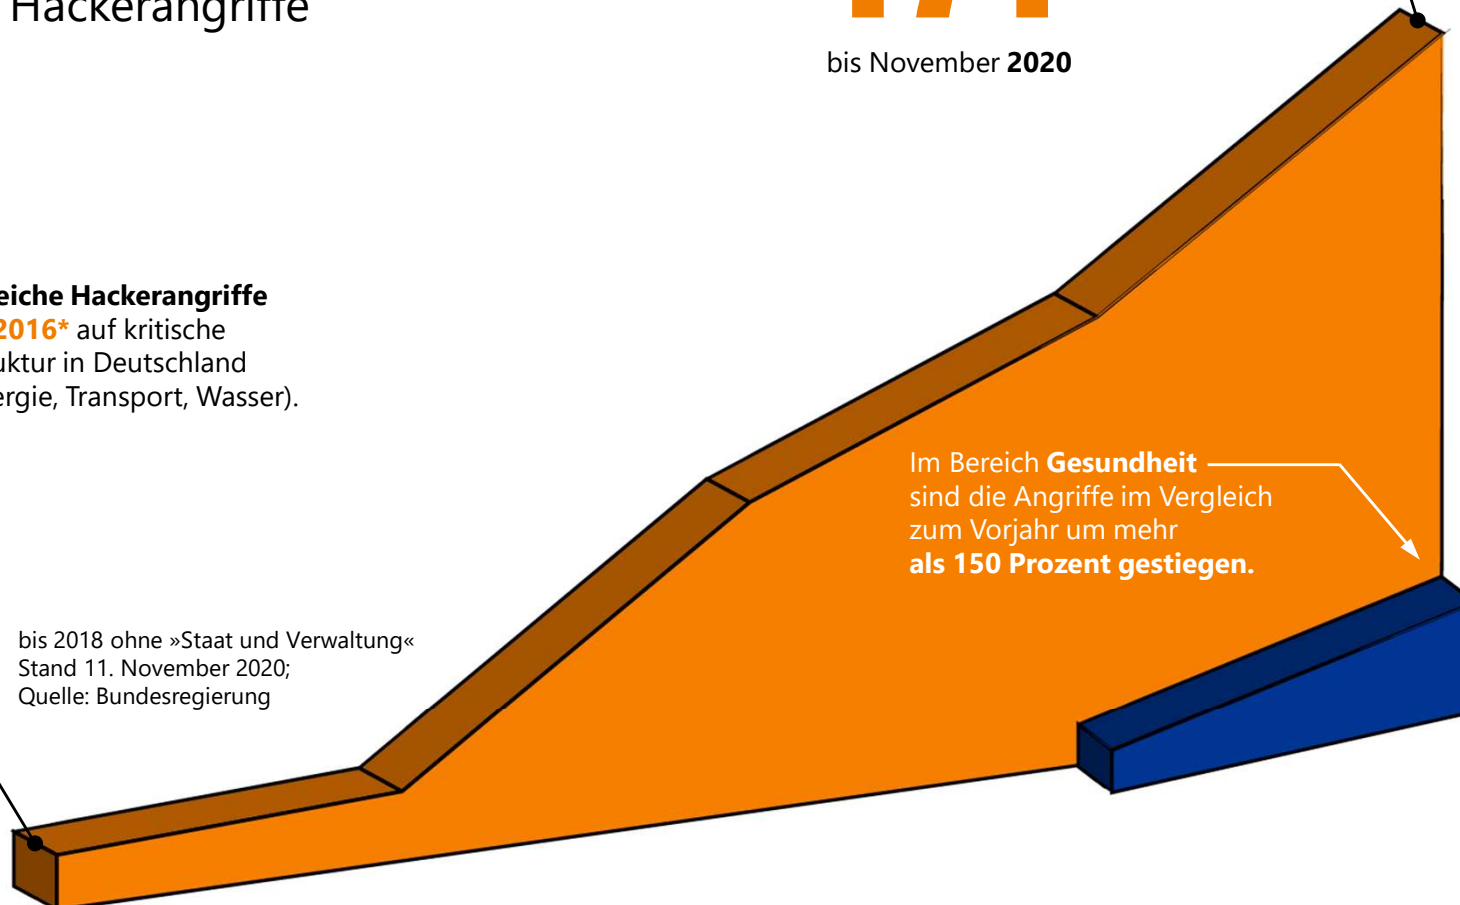 Hackerangriffe
bis November 2020
eiche Hackerangriffe
2016* auf kritische
uktur in Deutschland
ergie, Transport, Wasser).
Im Bereich Gesundheit
sind die Angriffe im Vergleich
zum Vorjahr um mehr
als 150 Prozent gestiegen.
bis 2018 ohne »Staat und Verwaltung«
Stand 11. November 2020;
Quelle: Bundesregierung